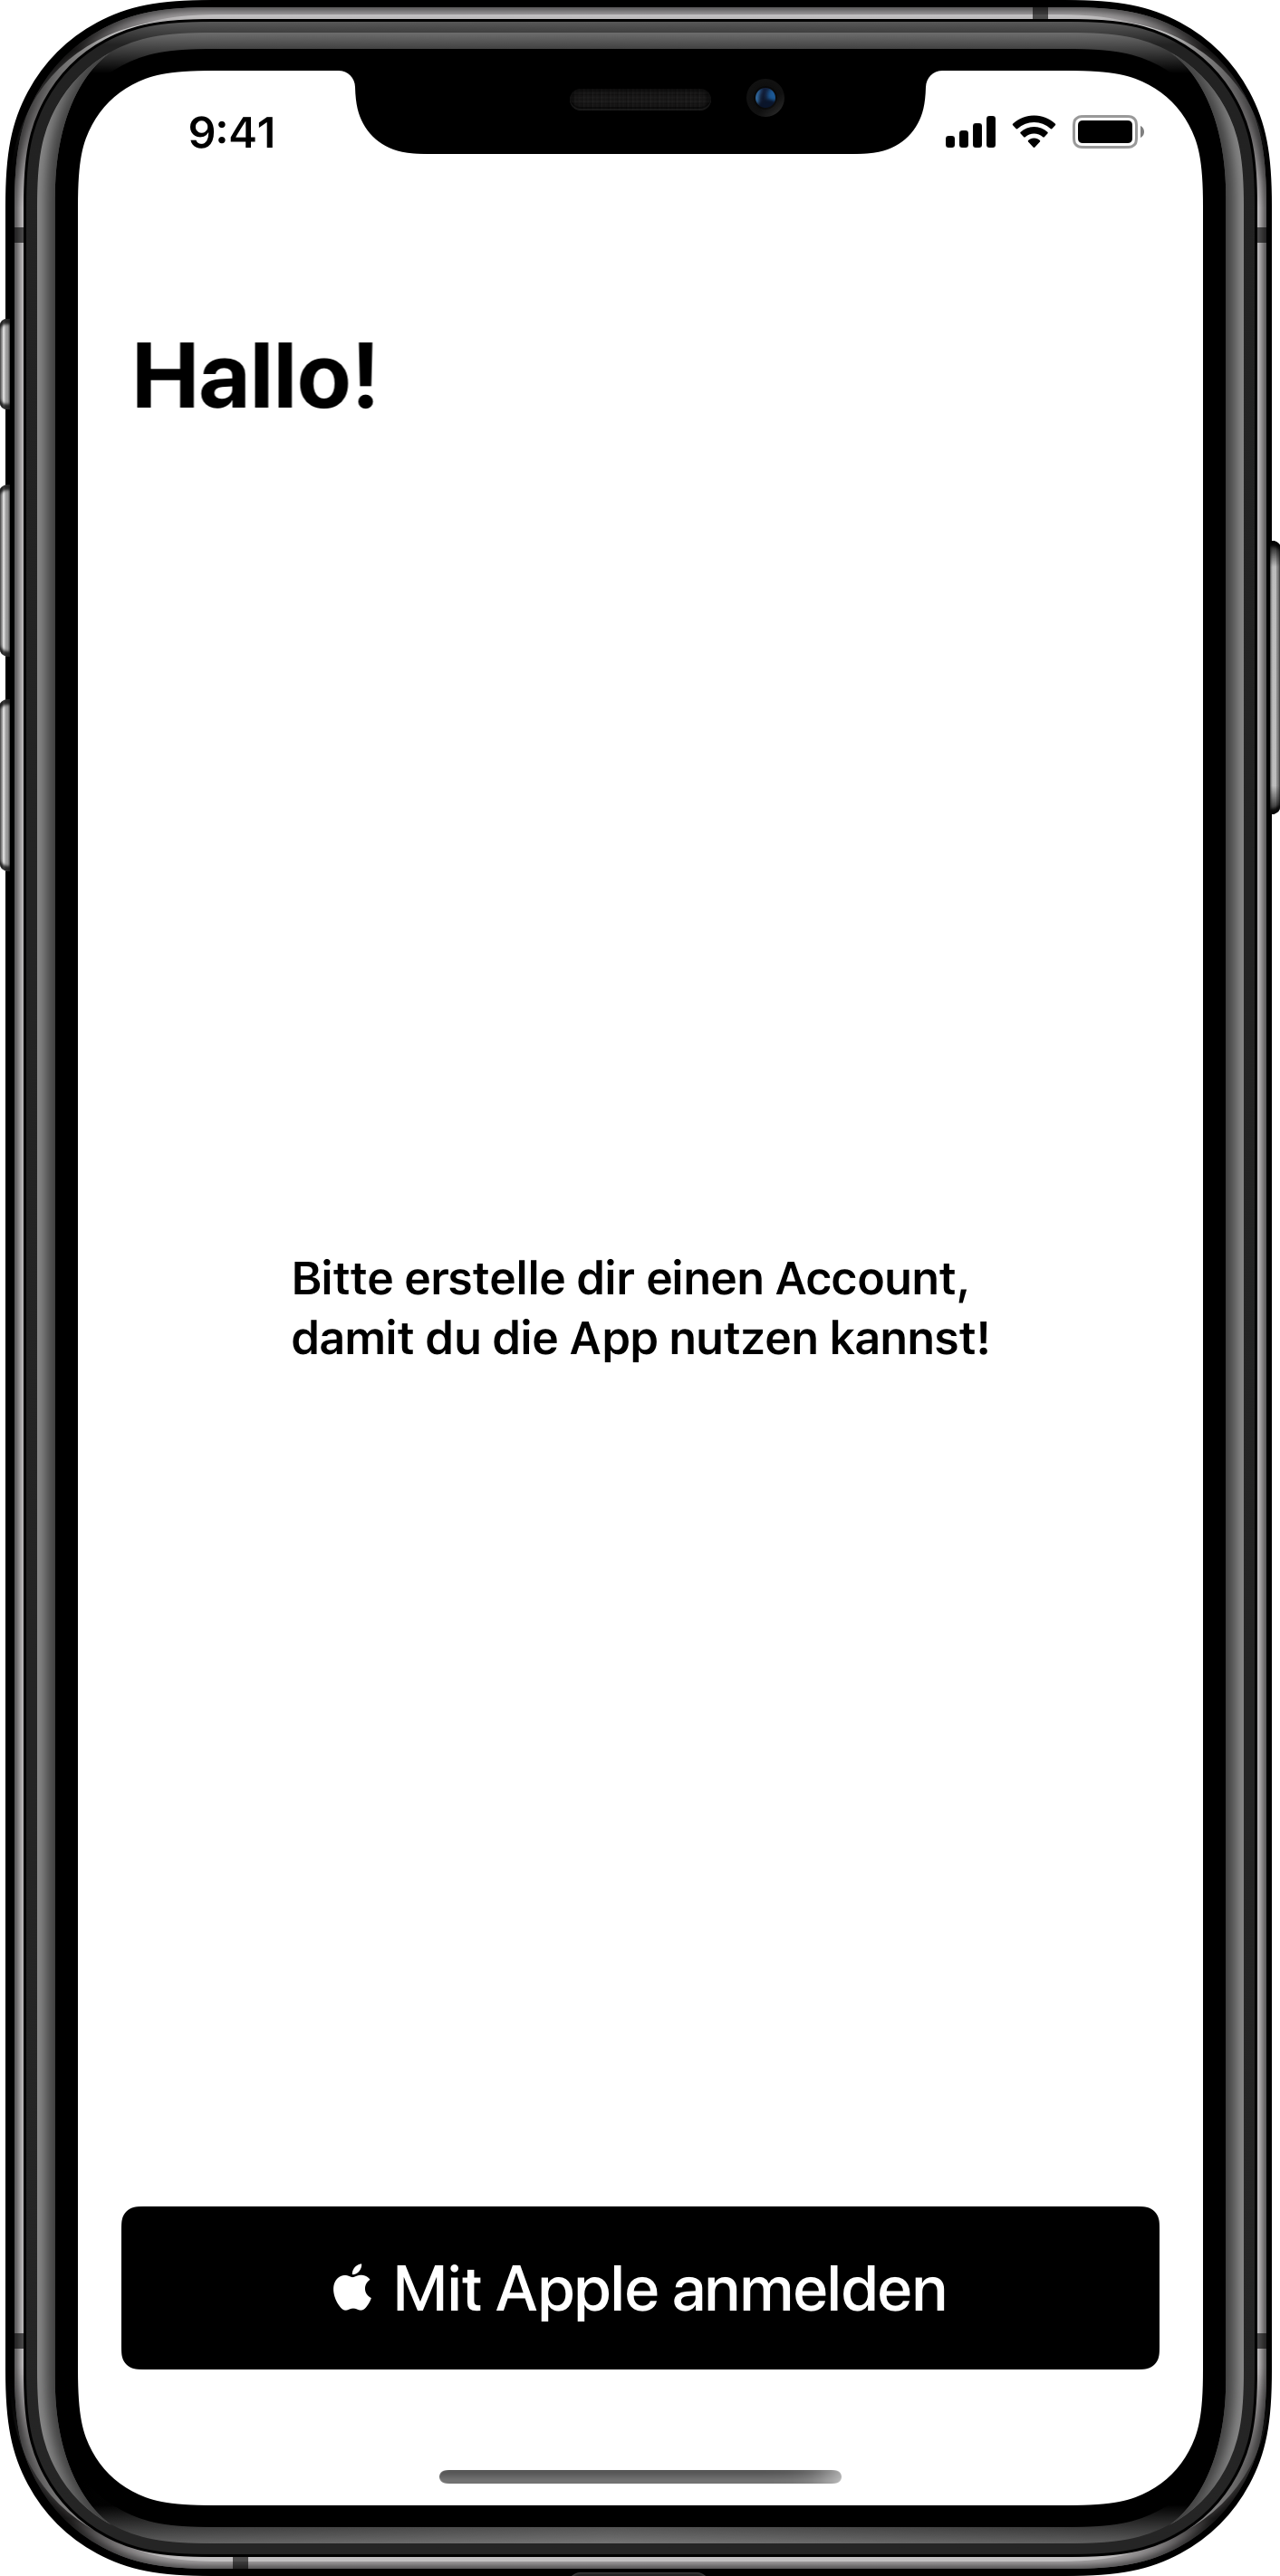 9:41
Hallo!
Bitte erstelle dir einen Account,
damit du die App nutzen kannst!
Mit Apple anmelden